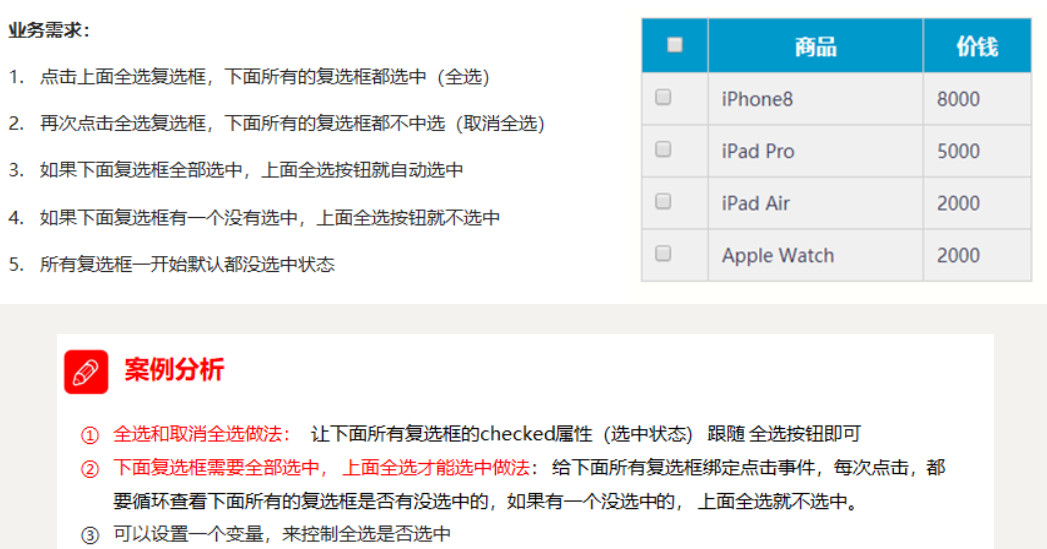 业务需求:
1. 点击上面全选复选框，下面所有的复选框都选中（全选）
2. 再次点击全选复选框，下面所有的复选框都不中选（取消全选）
3. 如果下面复选框全部选中，上面全选按钮就自动选中
4. 如果下面复选框有一个没有选中，上面全选按钮就不选中
5. 所有复选框一开始默认都没选中状态
商品 价钱
iPhone8 8000
iPad Pro 5000
iPad Air 2000
Apple Watch 2000
案例分析
① 全选和取消全选做法： 让下面所有复选框的checked属性（选中状态） 跟随 全选按钮即可
② 下面复选框需要全部选中， 上面全选才能选中做法： 给下面所有复选框绑定点击事件，每次点击，都
要循环查看下面所有的复选框是否有没选中的，如果有一个没选中的， 上面全选就不选中。
③ 可以设置一个变量，来控制全选是否选中